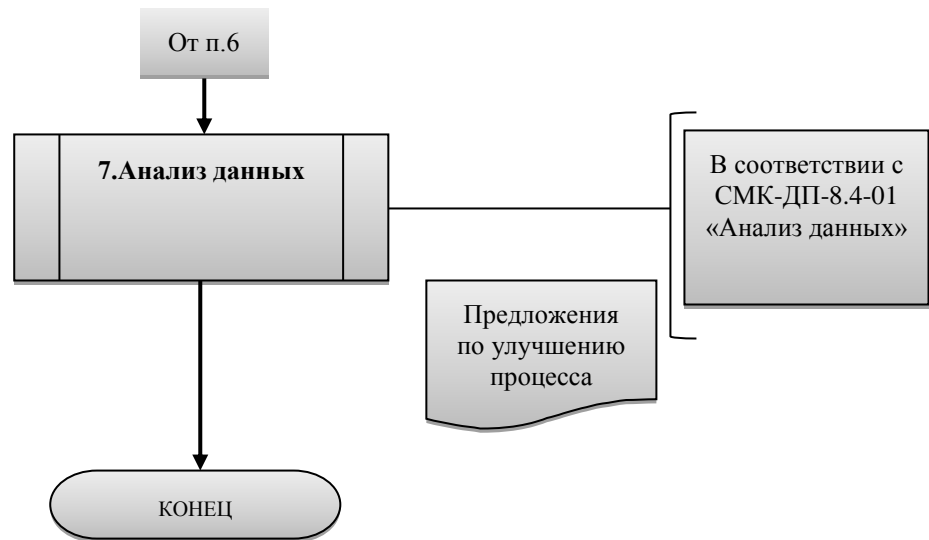 От п.6
7.Анализ данных
В соответствии с
СМК-ДП-8.4-01
«Анализ данных»
Предложения
по улучшению
процесса
КОНЕЦ